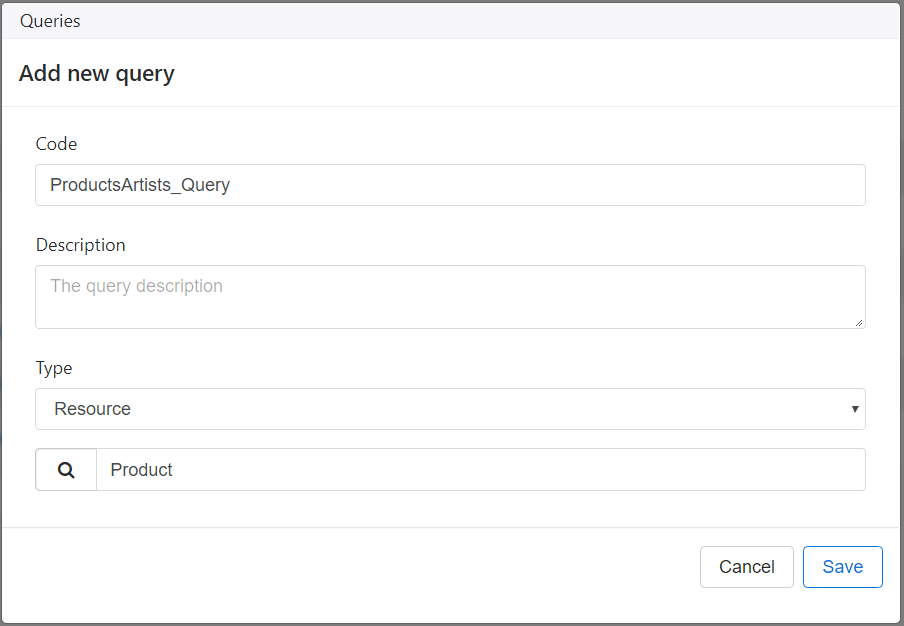 Queries
Add new query
Code
ProductsArtists_Query
Description
The query description
Type
Resource
Product
Cancel Save